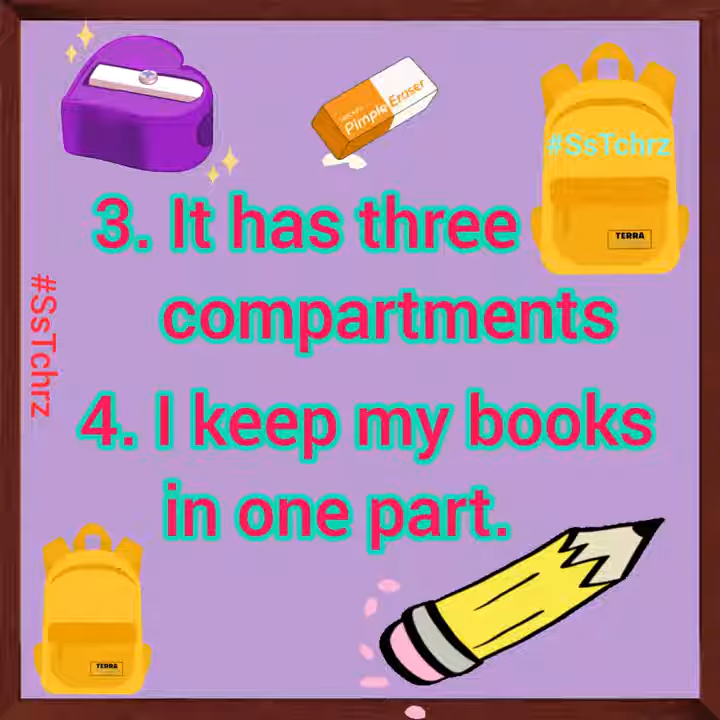 Pimple Eraser
#SsTchrz
TERRA
3. It has three
compartments
#SsTchrz
4. I keep my books
in one part.
TERRA